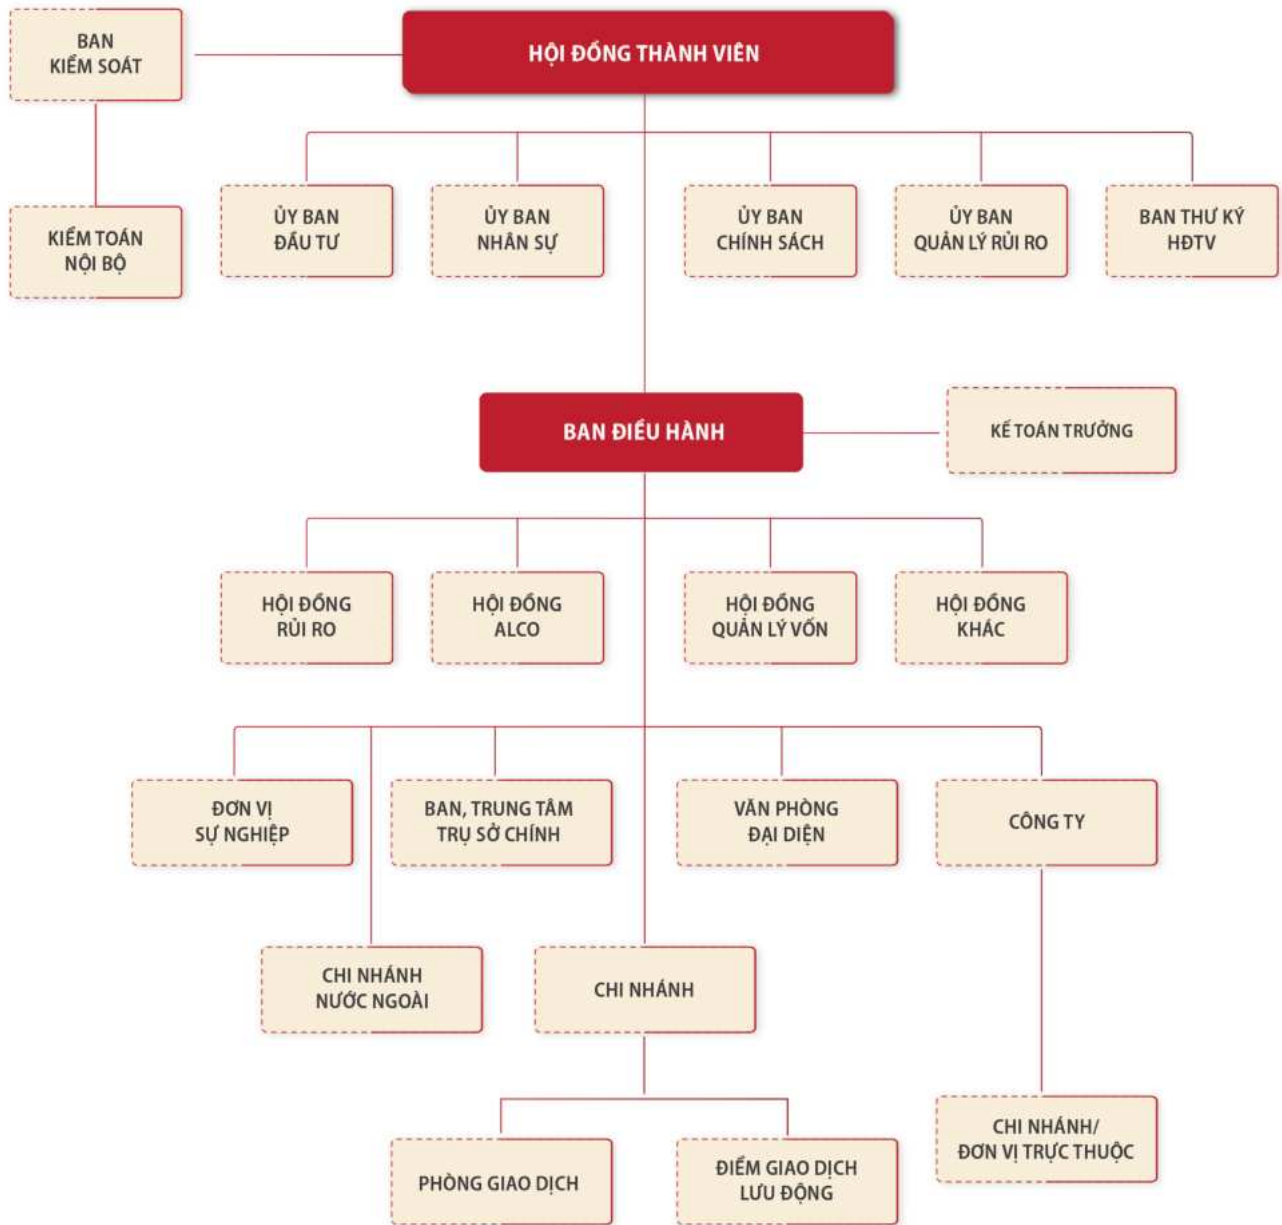 BAN
KIỂM SOÁT
HỘI ĐỒNG THÀNH VIÊN
KIỂM TOÁN
NỘI BỘ
ỦY BAN
ĐẦU TƯ
ỦY BAN
NHÂN SỰ
ỦY BAN
CHÍNH SÁCH
ỦY BAN
QUẢN LÝ RỦI RO
BAN THƯ KÝ
HĐTV
BAN ĐIỀU HÀNH
KẾ TOÁN TRƯỞNG
HỘI ĐỒNG
RỦI RO
HỘI ĐỒNG
ALCO
HỘI ĐỒNG
QUẢN LÝ VỐN
HỘI ĐỒNG
KHÁC
ĐƠN VỊ
SỰ NGHIỆP
BAN, TRUNG TÂM
TRỤ SỞ CHÍNH
VĂN PHÒNG
ĐẠI DIỆN
CÔNG TY
CHI NHÁNH
NƯỚC NGOÀI
CHI NHÁNH
PHÒNG GIAO DỊCH
ĐIỂM GIAO DỊCH
LƯU ĐỘNG
CHI NHÁNH/
ĐƠN VỊ TRỰC THUỘC